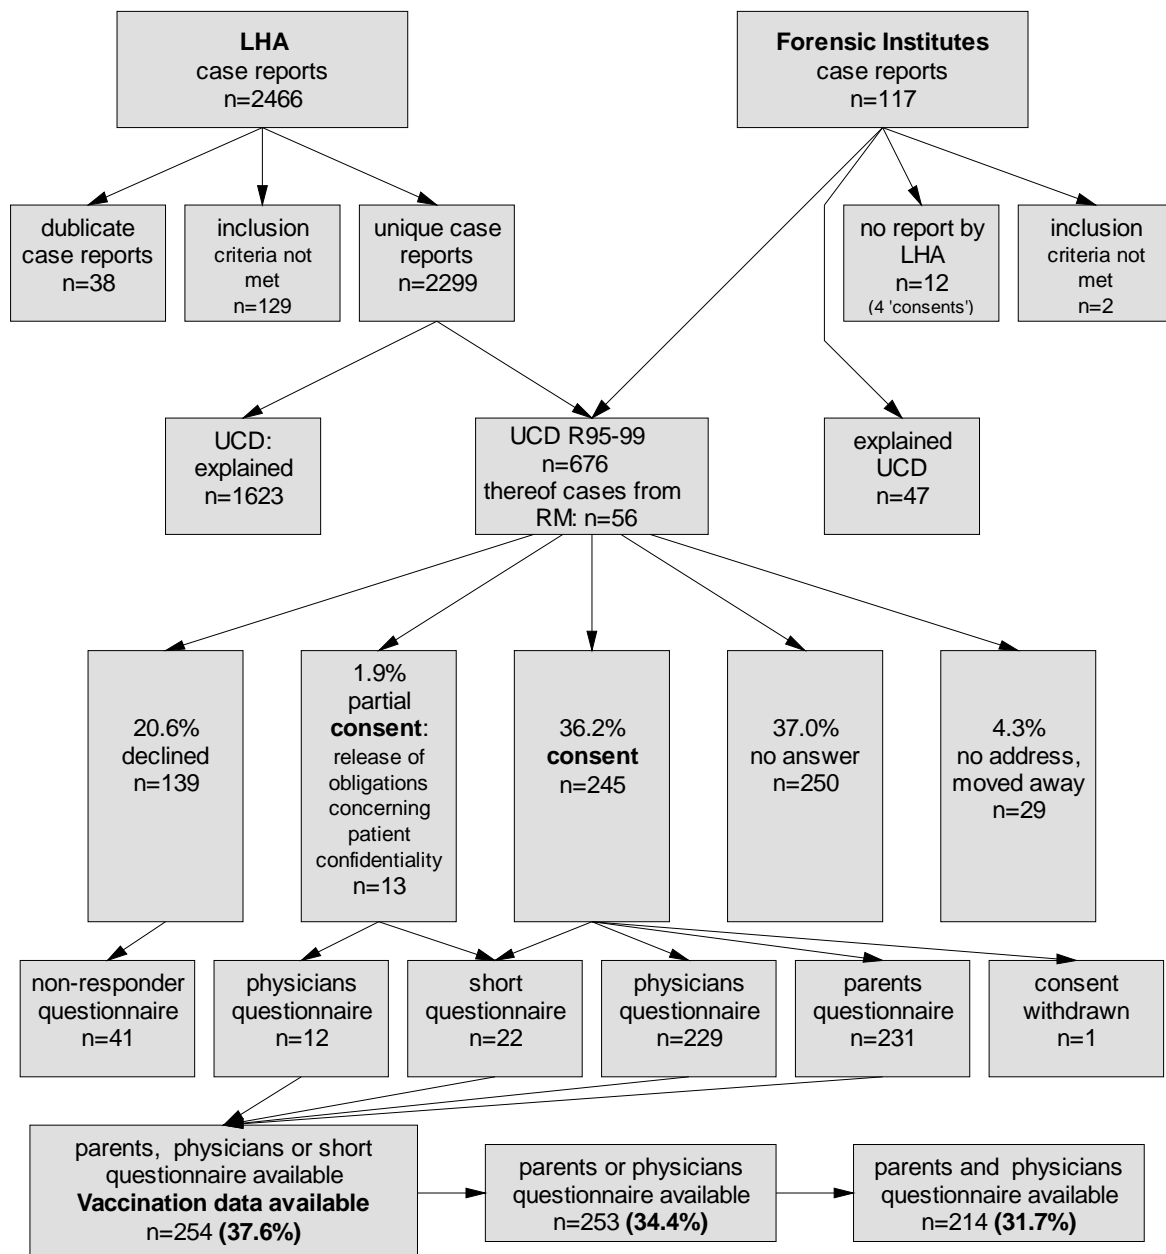 LHA
case reports
n=2466
Forensic Institutes
case reports
n=117
dublicate
case reports
n=38
inclusion
criteria not
met
n=129
unique case
reports
n=2299
no report by
LHA
n=12
(4 'consents')
inclusion
criteria not
met
n=2
UCD:
explained
n=1623
UCD R95-99
n=676
thereof cases from
RM: n=56
explained
UCD
n=47
20.6%
declined
n=139
1.9%
partial
consent:
release of
obligations
concerning
patient
confidentiality
n=13
36.2%
consent
n=245
37.0%
no answer
n=250
4.3%
no address,
moved away
n=29
non-responder
questionnaire
n=41
physicians
questionnaire
n=12
short
questionnaire
n=22
physicians
questionnaire
n=229
parents
questionnaire
n=231
consent
withdrawn
n=1
parents, physicians or short
questionnaire available
Vaccination data available
n=254 (37.6%)
parents or physicians
questionnaire available
n=253 (34.4%)
parents and physicians
questionnaire available
n=214 (31.7%)